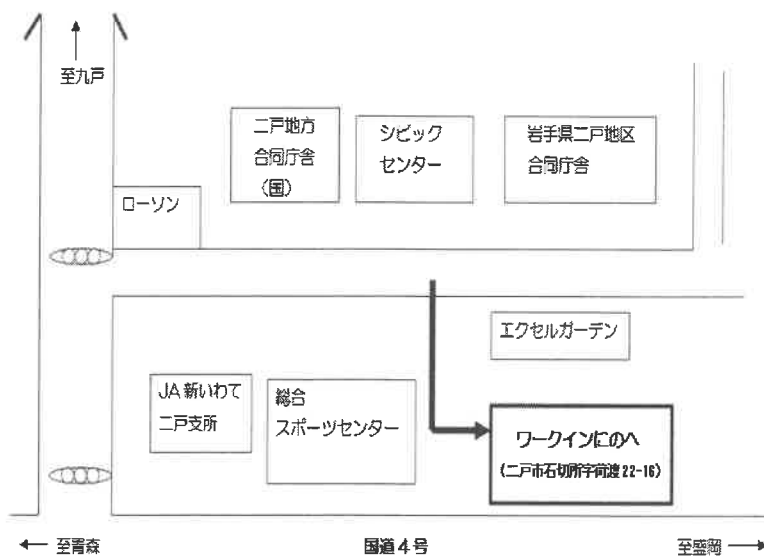 至九戸
二戸地方
合同庁舎
（国）
シビック
センター
岩手県二戸地区
合同庁舎
ローソン
エクセルガーデン
JA新いわて
二戸支所
総合
スポーツセンター
ワークインにのへ
（二戸市石切所字荷渡22-16）
← 至青森
国道４号
至盛岡 →